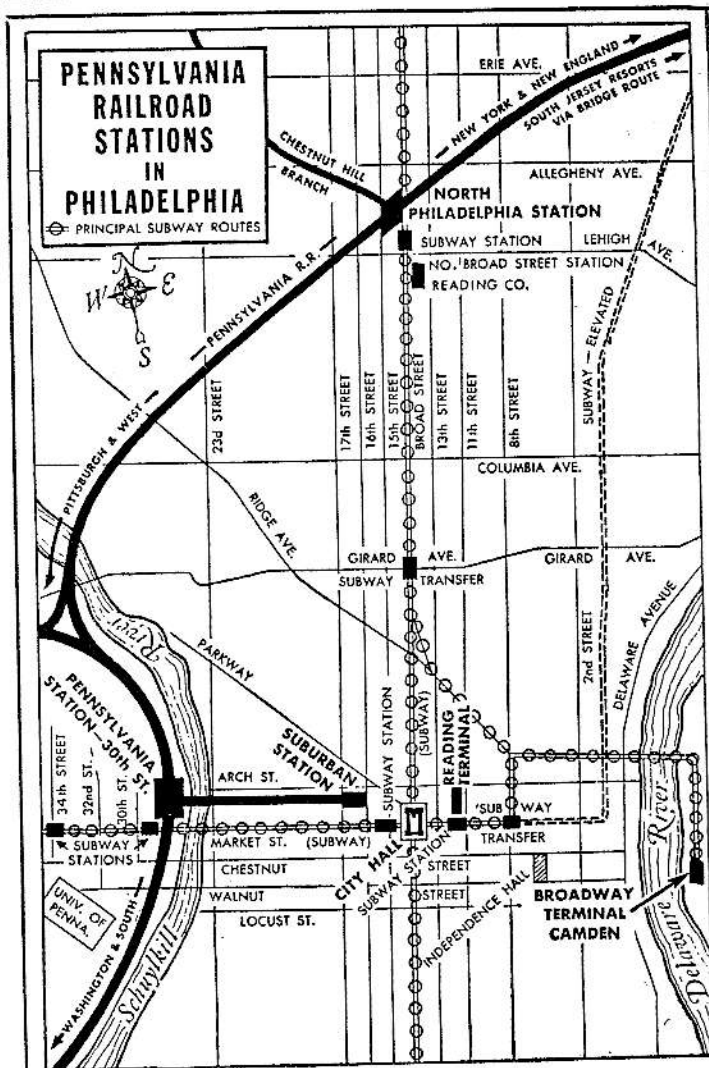 PENNSYLVANIA
RAILROAD
STATIONS
IN
PHILADELPHIA
PRINCIPAL SUBWAY ROUTES
N
W E
S
ERIE AVE.
NEW YORK & NEW ENGLAND
SOUTH JERSEY RESORTS
VIA BRIDGE ROUTE
CHESTNUT HILL
BRANCH
ALLEGHENY AVE.
NORTH
PHILADELPHIA STATION
SUBWAY STATION
LEHIGH AVE.
NO. BROAD STREET STATION
READING CO.
PENNSYLVANIA R.R.
PITTSBURGH & WEST
23d STREET
17th STREET
16th STREET
15th STREET
BROAD STREET
13th STREET
11th STREET
8th STREET
SUBWAY - ELEVATED
COLUMBIA AVE.
RIDGE AVE.
GIRARD AVE.
GIRARD AVE.
SUBWAY TRANSFER
2nd STREET
DELAWARE AVENUE
River
PARKWAY
PENNSYLVANIA
STATION-30th ST.
SUBURBAN
STATION
SUBWAY STATION
(SUBWAY)
READING
TERMINAL
34th STREET
32nd ST.
30th ST.
ARCH ST.
SUBWAY
TRANSFER
SUBWAY
STATIONS
MARKET ST. (SUBWAY)
CITY HALL
SUBWAY STATION
CHESTNUT STREET
WALNUT STREET
LOCUST ST.
INDEPENDENCE HALL
UNIV. OF
PENNA.
WASHINGTON & SOUTH
Schuylkill
BROADWAY
TERMINAL
CAMDEN
River
Delaware